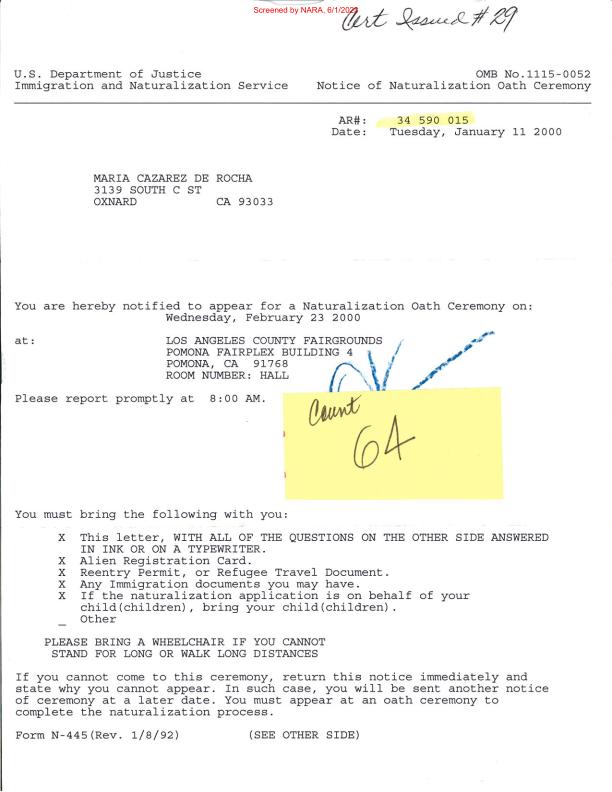 Screened by NARA, 6/1/2023
Cert Issued # 29
U.S. Department of Justice OMB No.1115-0052
Immigration and Naturalization Service Notice of Naturalization Oath Ceremony
AR#: 34 590 015
Date: Tuesday, January 11 2000
MARIA CAZAREZ DE ROCHA
3139 SOUTH C ST
OXNARD CA 93033
You are hereby notified to appear for a Naturalization Oath Ceremony on:
Wednesday, February 23 2000
at: LOS ANGELES COUNTY FAIRGROUNDS
POMONA FAIRPLEX BUILDING 4
POMONA, CA 91768
ROOM NUMBER: HALL
Please report promptly at 8:00 AM.
Count
64
You must bring the following with you:
X This letter, WITH ALL OF THE QUESTIONS ON THE OTHER SIDE ANSWERED
IN INK OR ON A TYPEWRITER.
X Alien Registration Card.
X Reentry Permit, or Refugee Travel Document.
X Any Immigration documents you may have.
X If the naturalization application is on behalf of your
child(children), bring your child(children).
_ Other
PLEASE BRING A WHEELCHAIR IF YOU CANNOT
STAND FOR LONG OR WALK LONG DISTANCES
If you cannot come to this ceremony, return this notice immediately and
state why you cannot appear. In such case, you will be sent another notice
of ceremony at a later date. You must appear at an oath ceremony to
complete the naturalization process.
Form N-445(Rev. 1/8/92) (SEE OTHER SIDE)